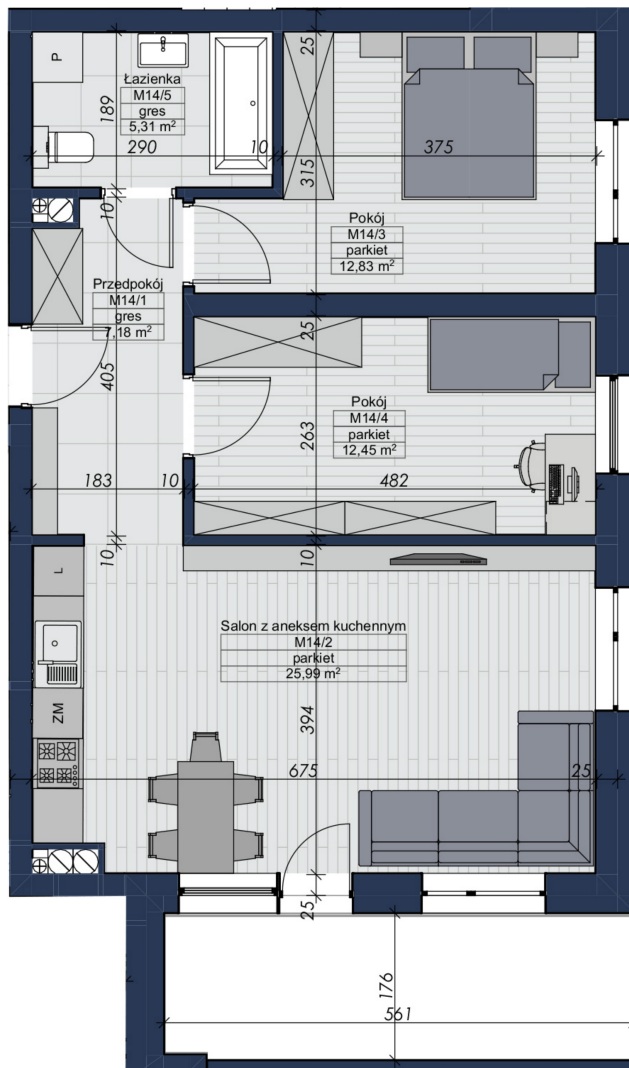 25
P
Łazienka
M14/5
gres
5,31 m²
189
290
10
375
315
Pokój
M14/3
parkiet
12,83 m²
10
Przedpokój
M14/1
gres
7,18 m²
25
405
Pokój
M14/4
parkiet
12,45 m²
263
183
10
482
10
10
L
Salon z aneksem kuchennym
M14/2
parkiet
25,99 m²
ZM
394
675
25
25
176
561